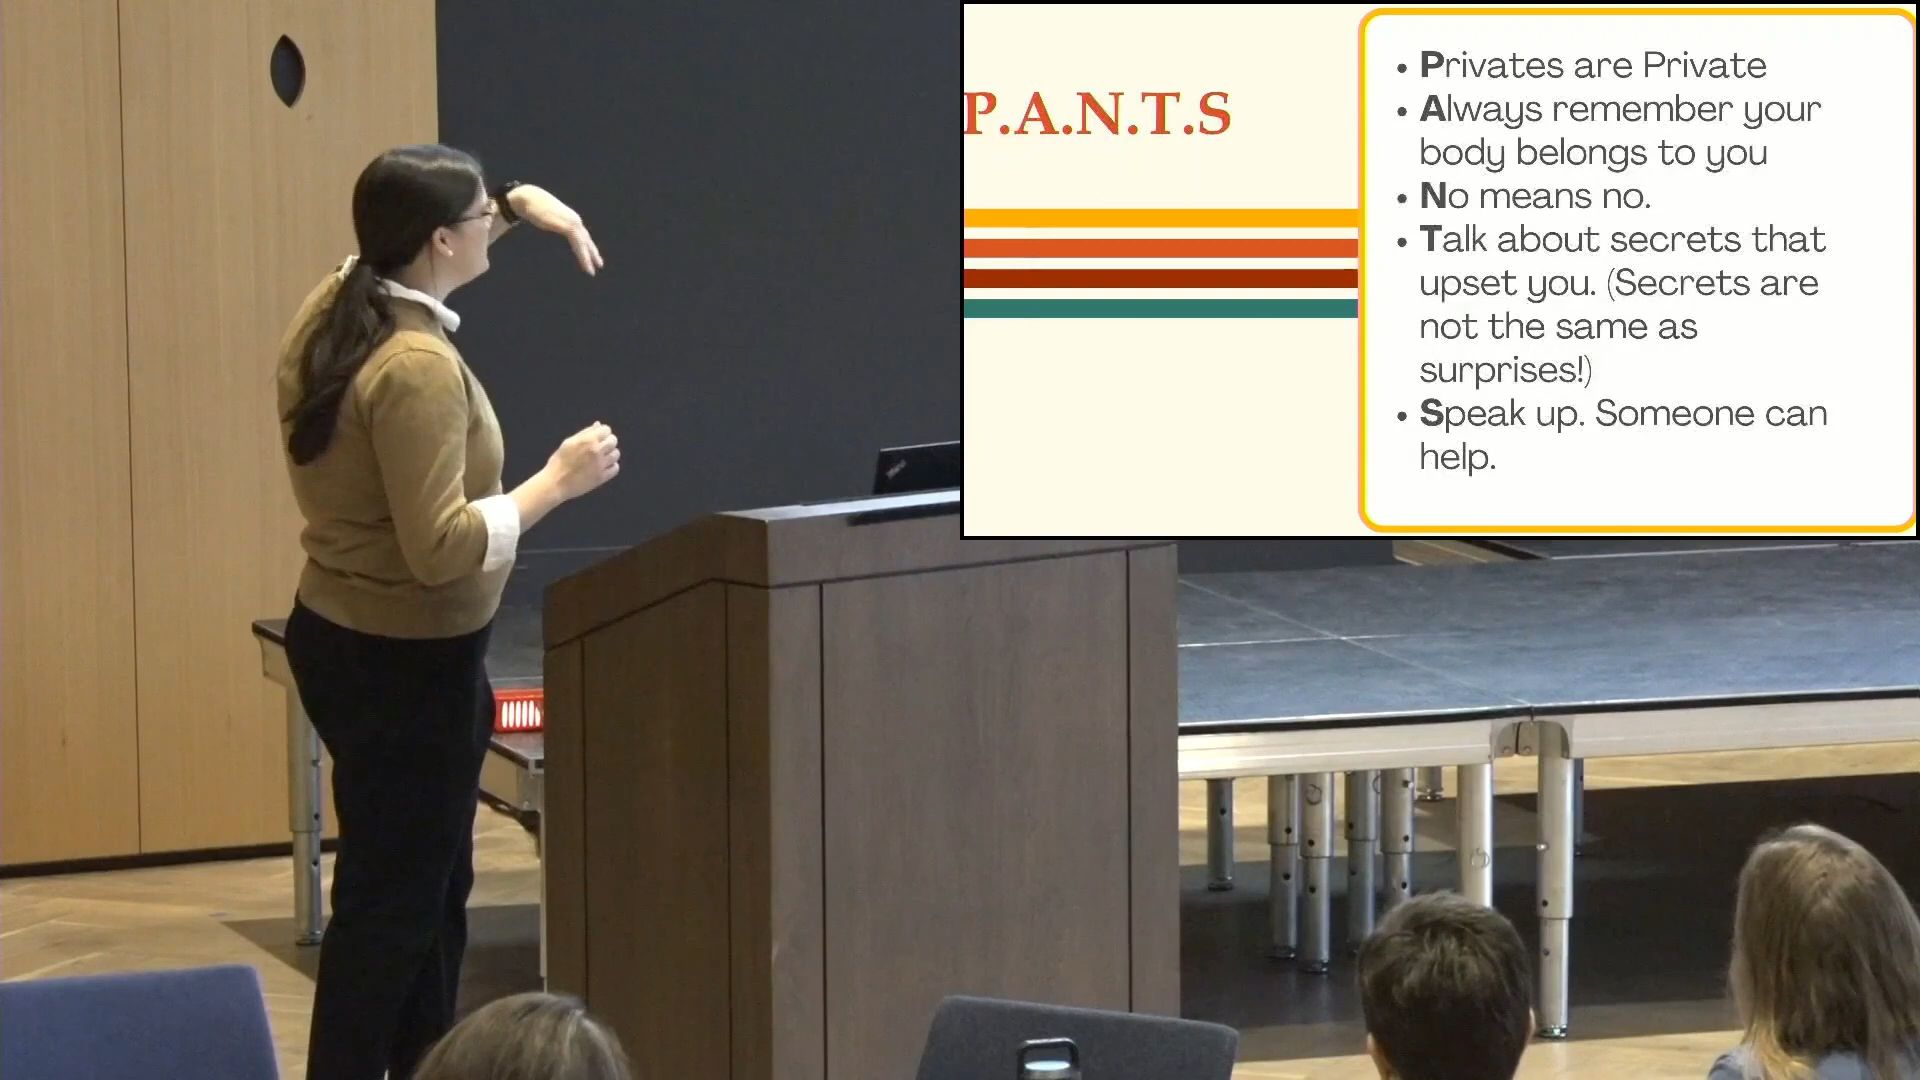 P.A.N.T.S
• Privates are Private
• Always remember your
body belongs to you
• No means no.
• Talk about secrets that
upset you. (Secrets are
not the same as
surprises!)
• Speak up. Someone can
help.